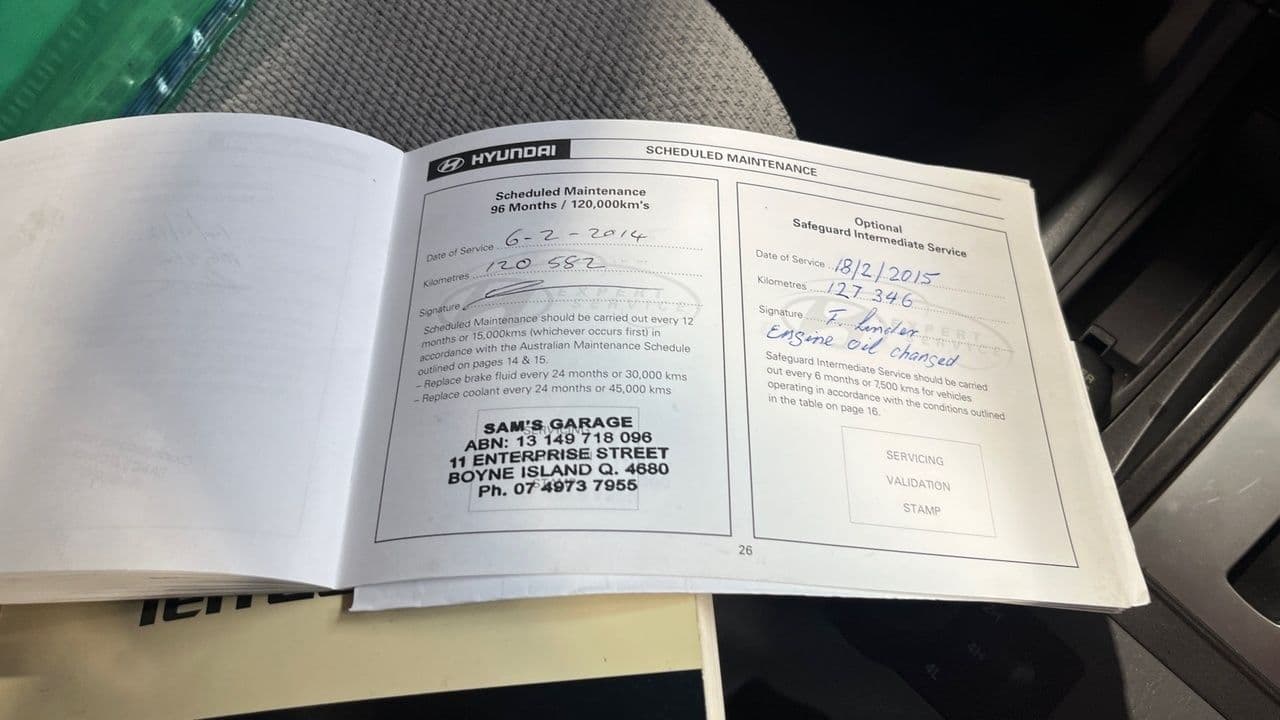 HYUNDAI
SCHEDULED MAINTENANCE
Scheduled Maintenance
96 Months / 120,000km's
Date of Service 6-2-2014
Kilometres 120 582
Signature
Scheduled Maintenance should be carried out every 12
months or 15,000kms (whichever occurs first) in
accordance with the Australian Maintenance Schedule
outlined on pages 14 & 15.
– Replace brake fluid every 24 months or 30,000 kms
– Replace coolant every 24 months or 45,000 kms
SAM'S GARAGE
ABN: 13 149 718 096
11 ENTERPRISE STREET
BOYNE ISLAND Q. 4680
Ph. 07 4973 7955
Optional
Safeguard Intermediate Service
Date of Service 18/2/2015
Kilometres 127 346
Signature F. Linder
Engine Oil changed
Safeguard Intermediate Service should be carried
out every 6 months or 7,500 kms for vehicles
operating in accordance with the conditions outlined
in the table on page 16.
SERVICING
VALIDATION
STAMP
26